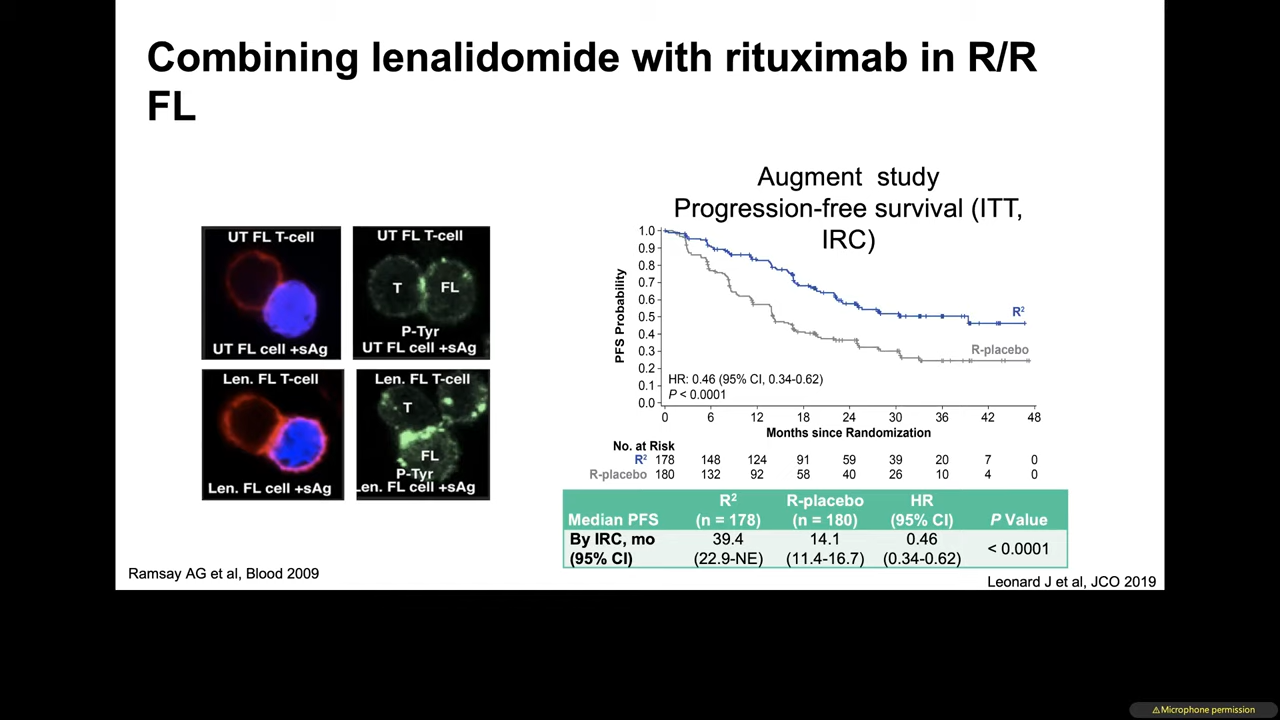 Combining lenalidomide with rituximab in R/R
FL
UT FL T-cell
UT FL cell +sAg
UT FL T-cell
T
FL
P-Tyr
UT FL cell +sAg
Len. FL T-cell
Len. FL cell +sAg
Len. FL T-cell
T
FL
P-Tyr
Len. FL cell +sAg
Ramsay AG et al, Blood 2009
Augment study
Progression-free survival (ITT,
IRC)
PFS Probability
1.0
0.9
0.8
0.7
0.6
0.5
0.4
0.3
0.2
0.1
0.0
R²
R-placebo
HR: 0.46 (95% CI, 0.34-0.62)
P < 0.0001
0 6 12 18 24 30 36 42 48
Months since Randomization
No. at Risk
R² 178 148 124 91 59 39 20 7 0
R-placebo 180 132 92 58 40 26 10 4 0
R² R-placebo HR
Median PFS (n = 178) (n = 180) (95% CI) P Value
By IRC, mo 39.4 14.1 0.46
< 0.0001
(95% CI) (22.9-NE) (11.4-16.7) (0.34-0.62)
Leonard J et al, JCO 2019
⚠Microphone permission